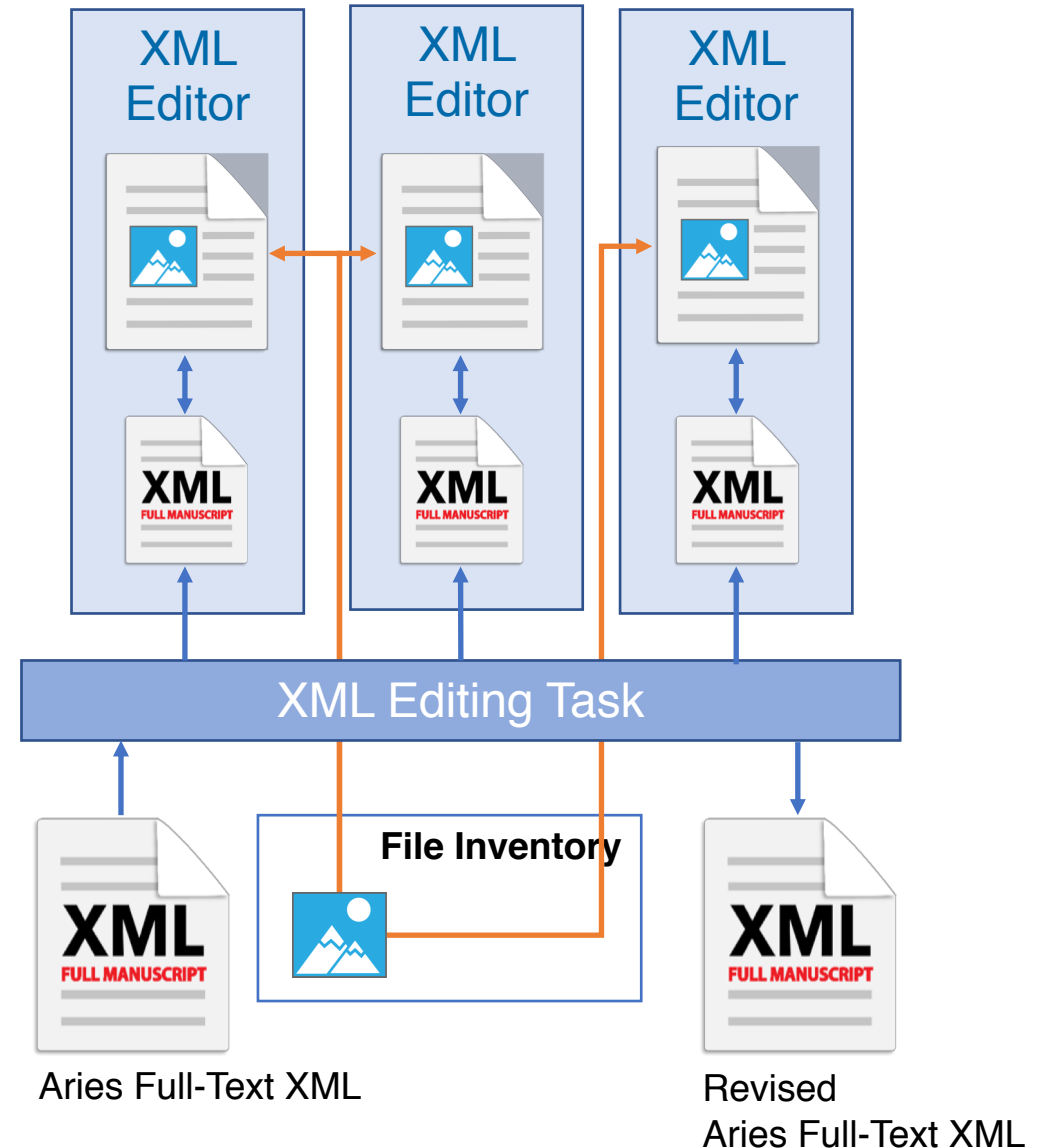 XML
Editor
XML
Editor
XML
Editor
XML
FULL MANUSCRIPT
XML
FULL MANUSCRIPT
XML
FULL MANUSCRIPT
XML Editing Task
File Inventory
XML
FULL MANUSCRIPT
XML
FULL MANUSCRIPT
Aries Full-Text XML
Revised
Aries Full-Text XML